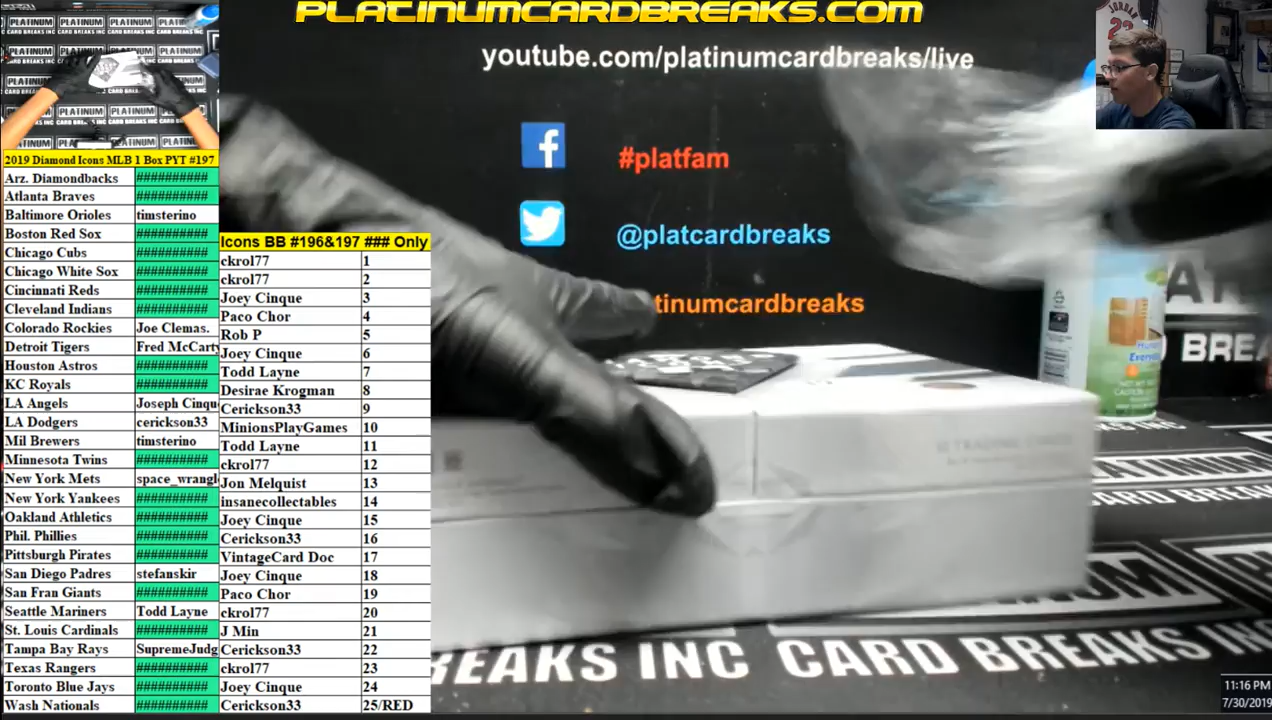 PLATINUMCARDBREAKS.COM
youtube.com/platinumcardbreaks/live
#platfam
@platcardbreaks
tinumcardbreaks
2019 Diamond Icons MLB 1 Box PYT #197
Arz. Diamondbacks ##########
Atlanta Braves ##########
Baltimore Orioles timsterino
Boston Red Sox ##########
Chicago Cubs ##########
Chicago White Sox ##########
Cincinnati Reds ##########
Cleveland Indians ##########
Colorado Rockies Joe Clemas.
Detroit Tigers Fred McCarty
Houston Astros ##########
KC Royals ##########
LA Angels Joseph Cinqu
LA Dodgers cerickson33
Mil Brewers timsterino
Minnesota Twins ##########
New York Mets space_wrangl
New York Yankees ##########
Oakland Athletics ##########
Phil. Phillies ##########
Pittsburgh Pirates ##########
San Diego Padres stefanskir
San Fran Giants ##########
Seattle Mariners Todd Layne
St. Louis Cardinals ##########
Tampa Bay Rays SupremeJudg
Texas Rangers ##########
Toronto Blue Jays ##########
Wash Nationals ##########
Icons BB #196&197 ### Only
ckrol77 1
ckrol77 2
Joey Cinque 3
Paco Chor 4
Rob P 5
Joey Cinque 6
Todd Layne 7
Desirae Krogman 8
Cerickson33 9
MinionsPlayGames 10
Todd Layne 11
ckrol77 12
Jon Melquist 13
insanecollectables 14
Joey Cinque 15
Cerickson33 16
VintageCard Doc 17
Joey Cinque 18
Paco Chor 19
ckrol77 20
J Min 21
Cerickson33 22
ckrol77 23
Joey Cinque 24
Cerickson33 25/RED
BREA
CARD BREAKS
REAKS INC CARD BREAKS INC
11:16 PM
7/30/2019